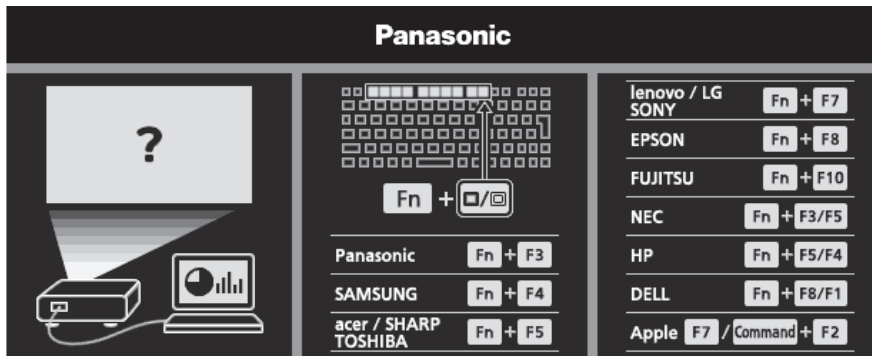 Panasonic
?
Fn + □/回
Panasonic Fn + F3
SAMSUNG Fn + F4
acer / SHARP
TOSHIBA Fn + F5
lenovo / LG
SONY Fn + F7
EPSON Fn + F8
FUJITSU Fn + F10
NEC Fn + F3/F5
HP Fn + F5/F4
DELL Fn + F8/F1
Apple F7 / Command + F2